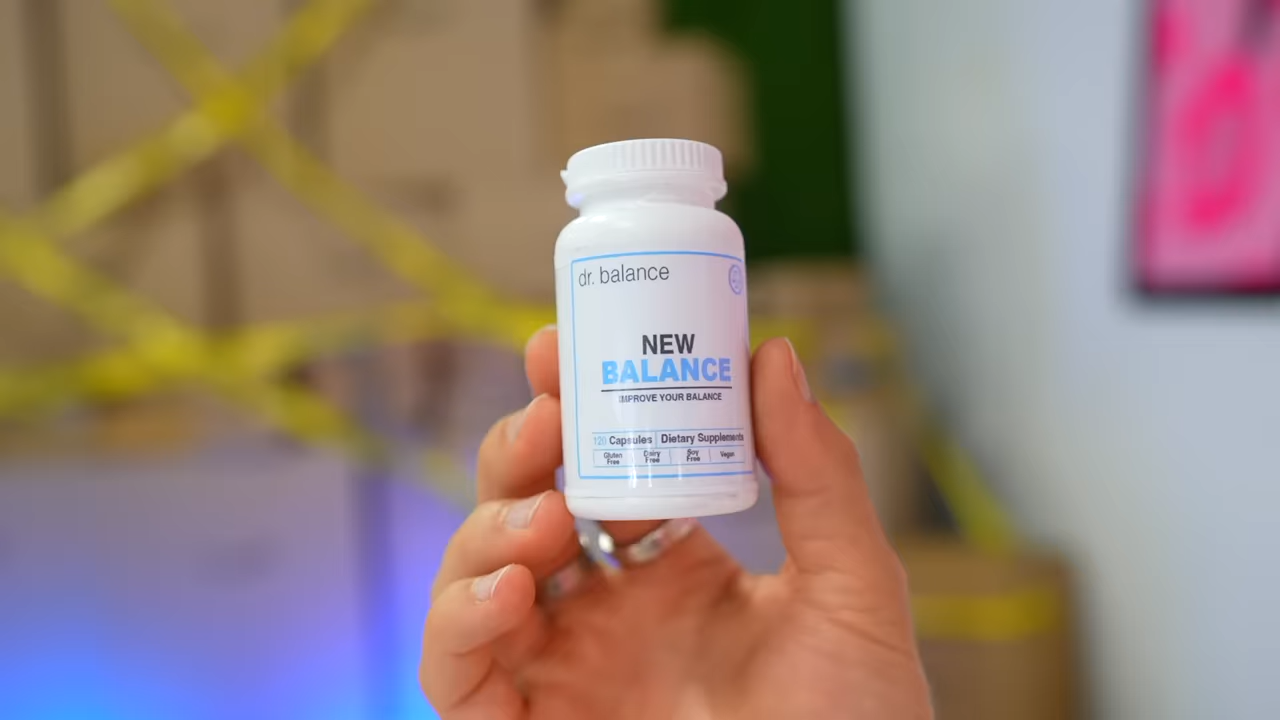 dr. balance
NEW
BALANCE
IMPROVE YOUR BALANCE
120 Capsules Dietary Supplements
Gluten Free Dairy Free Soy Free Vegan